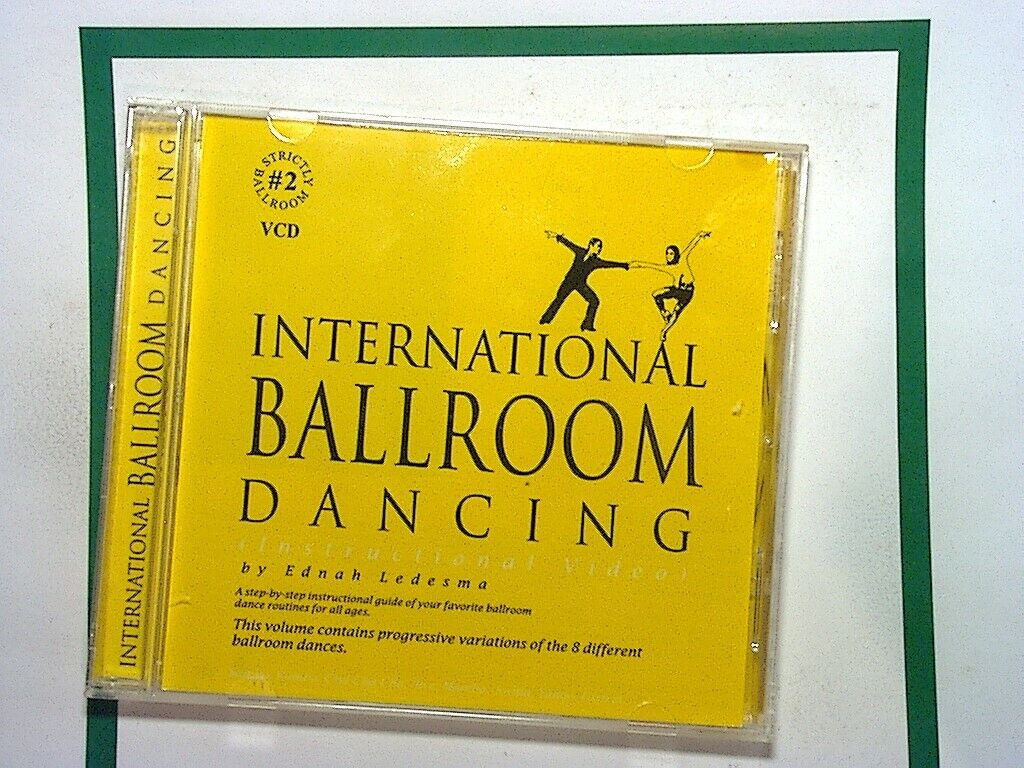 INTERNATIONAL BALLROOM DANCING
STRICTLY
#2
BALLROOM
VCD
INTERNATIONAL
BALLROOM
DANCING
(Instructional Video)
by Ednah Ledesma
A step-by-step instructional guide of your favorite ballroom
dance routines for all ages.
This volume contains progressive variations of the 8 different
ballroom dances.